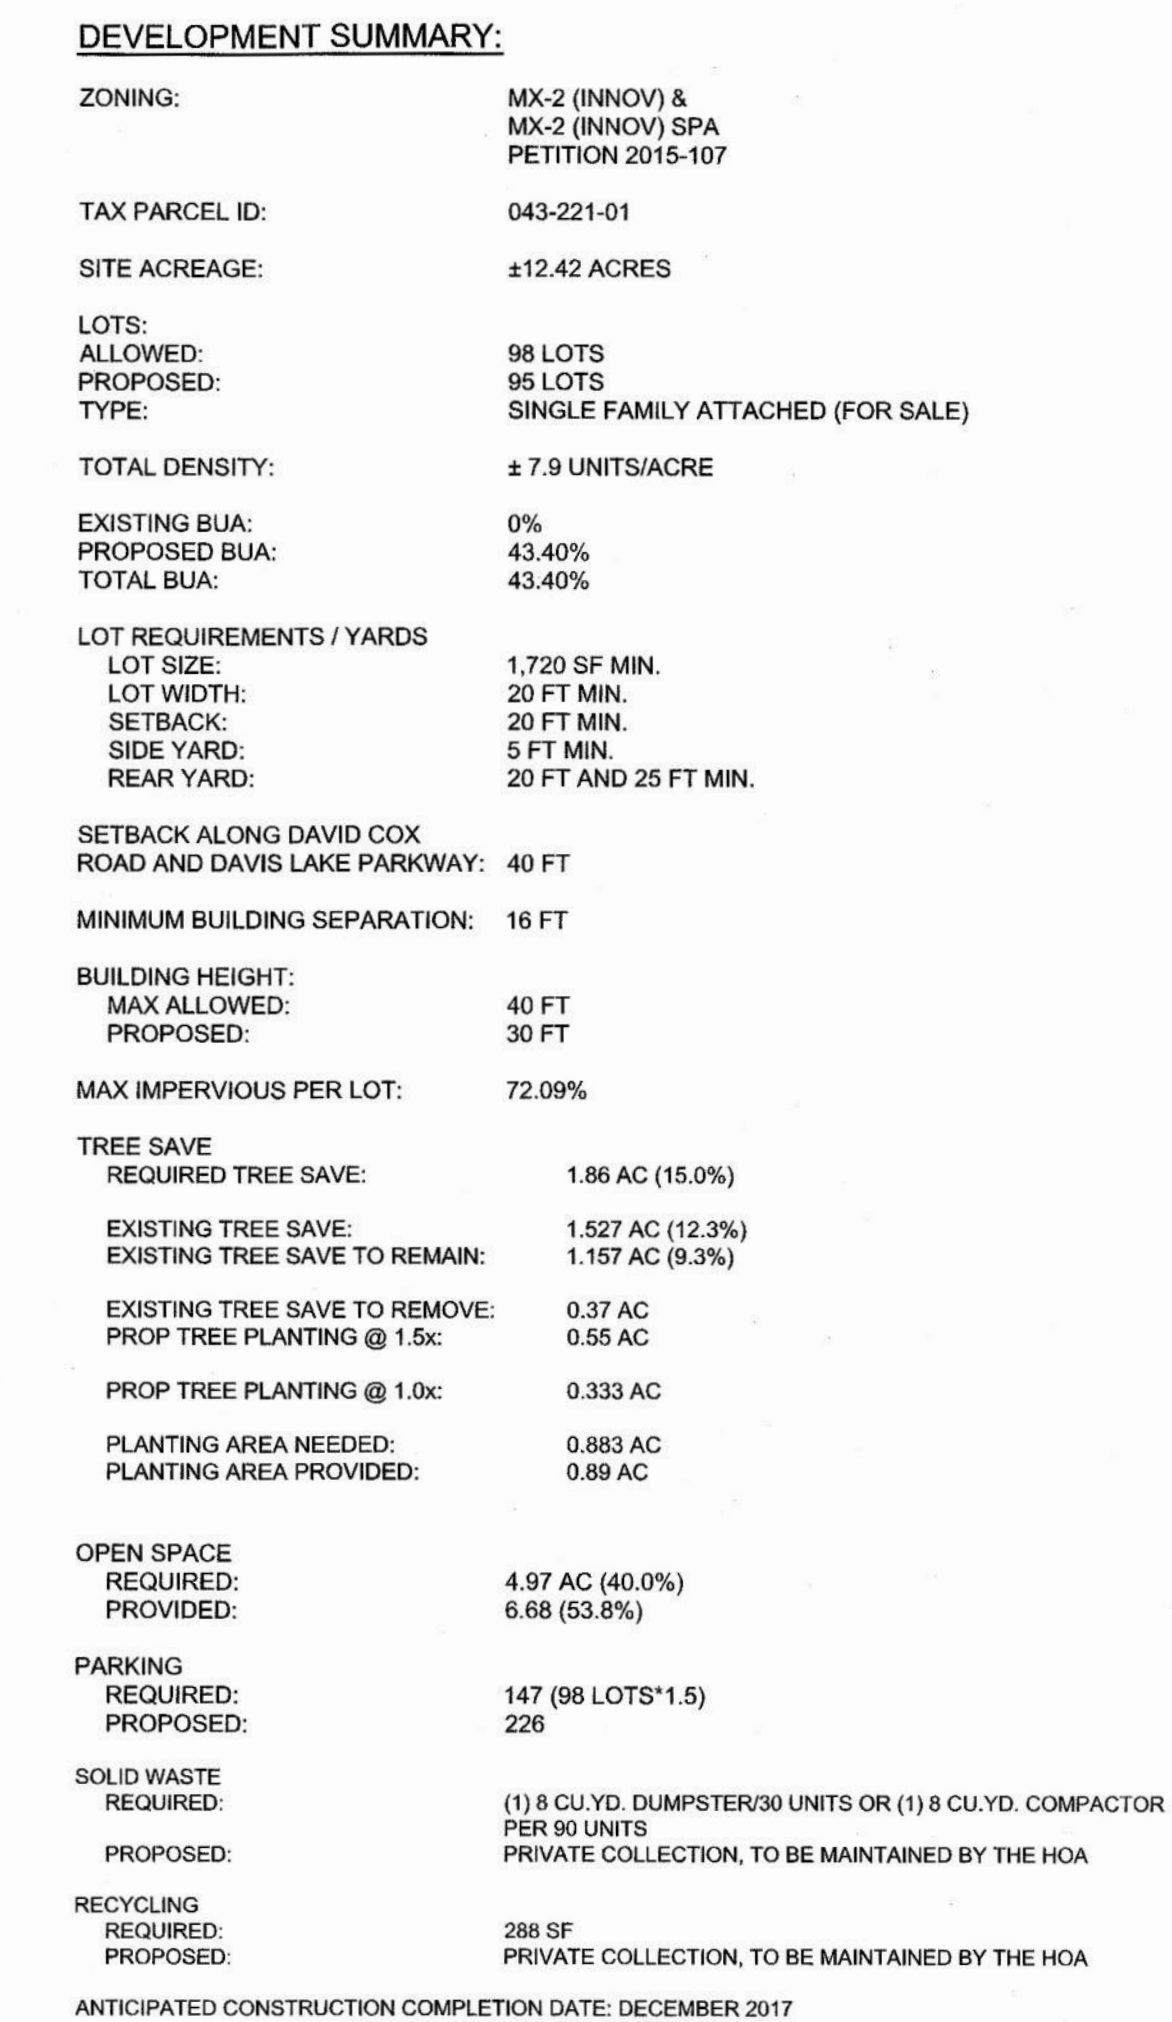 DEVELOPMENT SUMMARY:
ZONING: MX-2 (INNOV) &
MX-2 (INNOV) SPA
PETITION 2015-107
TAX PARCEL ID: 043-221-01
SITE ACREAGE: ±12.42 ACRES
LOTS:
ALLOWED: 98 LOTS
PROPOSED: 95 LOTS
TYPE: SINGLE FAMILY ATTACHED (FOR SALE)
TOTAL DENSITY: ± 7.9 UNITS/ACRE
EXISTING BUA: 0%
PROPOSED BUA: 43.40%
TOTAL BUA: 43.40%
LOT REQUIREMENTS / YARDS
LOT SIZE: 1,720 SF MIN.
LOT WIDTH: 20 FT MIN.
SETBACK: 20 FT MIN.
SIDE YARD: 5 FT MIN.
REAR YARD: 20 FT AND 25 FT MIN.
SETBACK ALONG DAVID COX
ROAD AND DAVIS LAKE PARKWAY: 40 FT
MINIMUM BUILDING SEPARATION: 16 FT
BUILDING HEIGHT:
MAX ALLOWED: 40 FT
PROPOSED: 30 FT
MAX IMPERVIOUS PER LOT: 72.09%
TREE SAVE
REQUIRED TREE SAVE: 1.86 AC (15.0%)
EXISTING TREE SAVE: 1.527 AC (12.3%)
EXISTING TREE SAVE TO REMAIN: 1.157 AC (9.3%)
EXISTING TREE SAVE TO REMOVE: 0.37 AC
PROP TREE PLANTING @ 1.5x: 0.55 AC
PROP TREE PLANTING @ 1.0x: 0.333 AC
PLANTING AREA NEEDED: 0.883 AC
PLANTING AREA PROVIDED: 0.89 AC
OPEN SPACE
REQUIRED: 4.97 AC (40.0%)
PROVIDED: 6.68 (53.8%)
PARKING
REQUIRED: 147 (98 LOTS*1.5)
PROPOSED: 226
SOLID WASTE
REQUIRED: (1) 8 CU.YD. DUMPSTER/30 UNITS OR (1) 8 CU.YD. COMPACTOR
PER 90 UNITS
PROPOSED: PRIVATE COLLECTION, TO BE MAINTAINED BY THE HOA
RECYCLING
REQUIRED: 288 SF
PROPOSED: PRIVATE COLLECTION, TO BE MAINTAINED BY THE HOA
ANTICIPATED CONSTRUCTION COMPLETION DATE: DECEMBER 2017